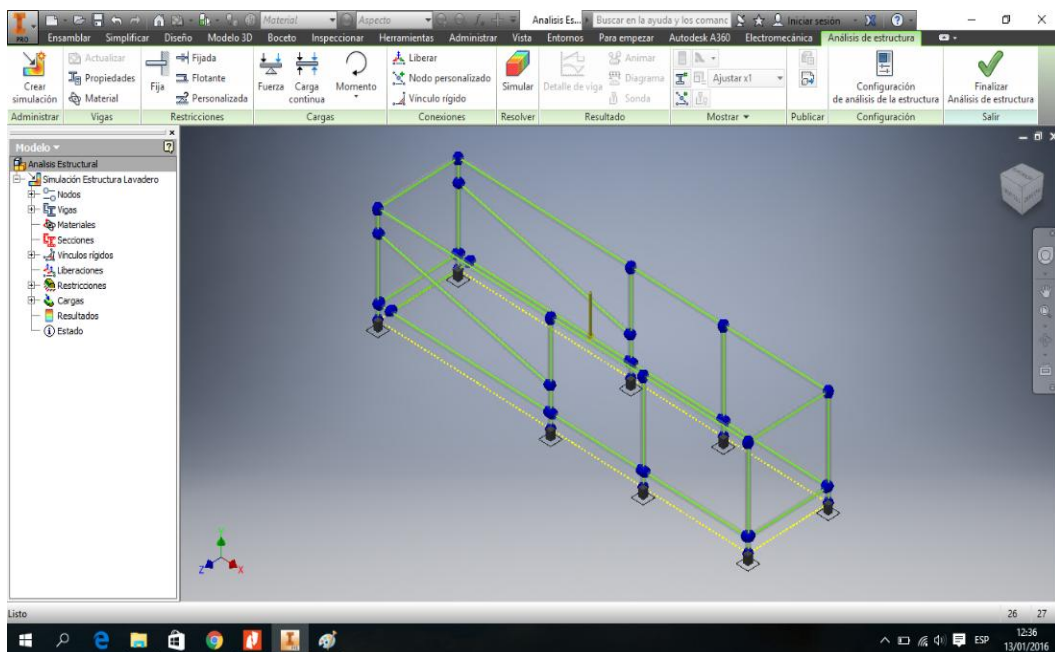 Material Aspecto Analisis Es... Buscar en la ayuda y los comanc Iniciar sesión
PRO Ensamblar Simplificar Diseño Modelo 3D Boceto Inspeccionar Herramientas Administrar Vista Entornos Para empezar Autodesk A360 Electromecánica Análisis de estructura
Actualizar Fijada Liberar Animar
Propiedades Flotante Nodo personalizado Diagrama Ajustar x1
Crear simulación Material Fija Personalizada Fuerza Carga continua Momento Vínculo rígido Simular Detalle de viga Sonda Configuración de análisis de la estructura Finalizar Análisis de estructura
Administrar Vigas Restricciones Cargas Conexiones Resolver Resultado Mostrar Publicar Configuración Salir
Modelo
Analisis Estructural
Simulación Estructura Lavadero
Nodos
Vigas
Materiales
Secciones
Vínculos rígidos
Liberaciones
Restricciones
Cargas
Resultados
Estado
Y
Z X
Listo 26 27
ESP 12:36
13/01/2016